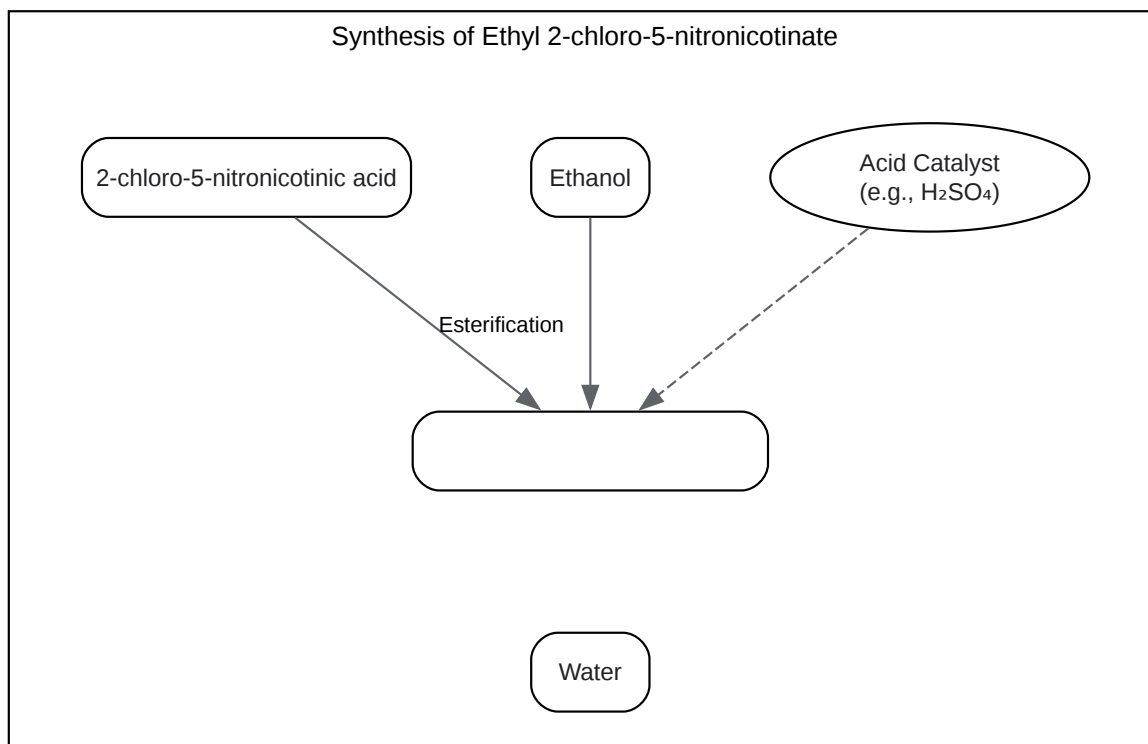 Synthesis of Ethyl 2-chloro-5-nitronicotinate
2-chloro-5-nitronicotinic acid
Ethanol
Acid Catalyst
(e.g., H₂SO₄)
Esterification
Water